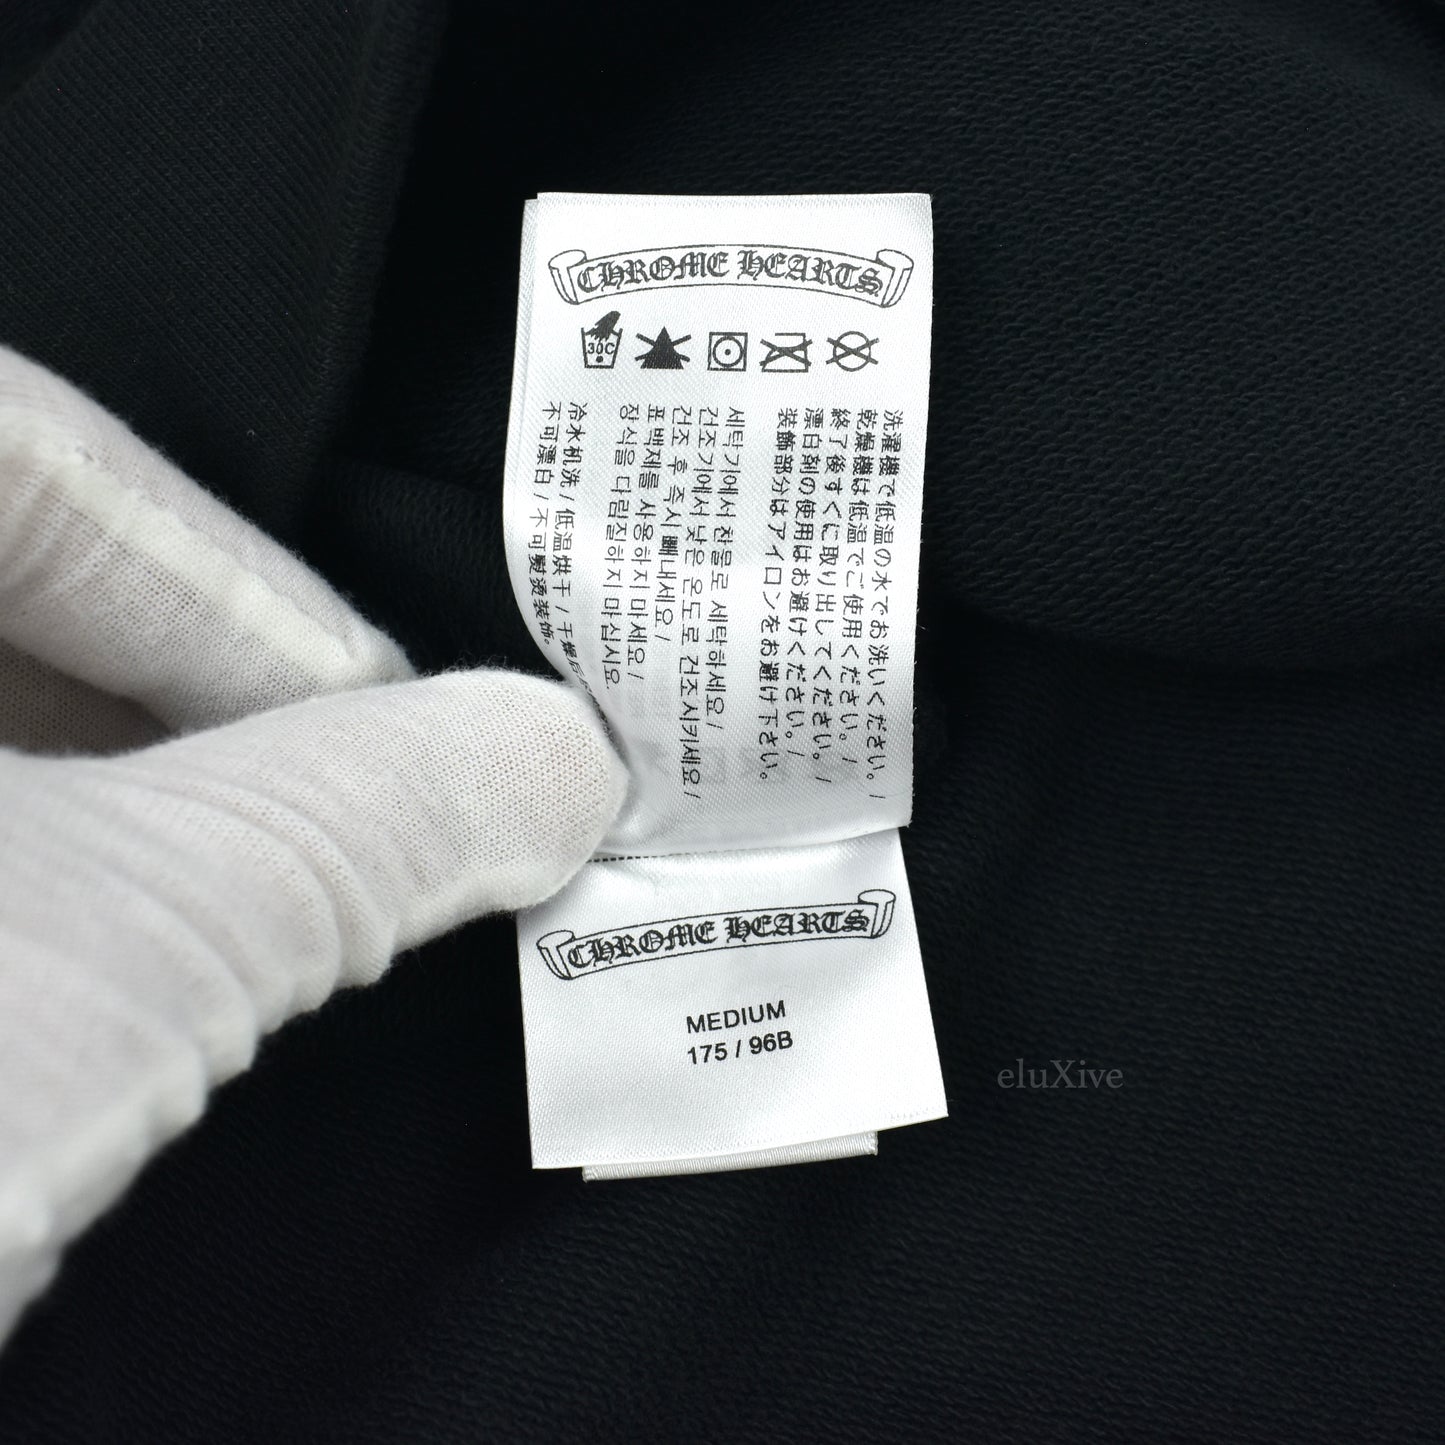 CHROME HEARTS
30C
洗濯機で低温の水でお洗いください。/
乾燥機は低温でご使用ください。/
終了後すぐに取り出してください。/
漂白剤の使用はお避けください。/
装飾部分はアイロンをお避け下さい。
세탁기에서 찬물로 세탁하세요/
건조기에서 낮은 온도로 건조시키세요/
건조 후 즉시 빼내세요/
표백제를 사용하지 마세요/
장식을 다림질하지 마십시요.
冷水机洗/低温烘干/干燥后
不可漂白/不可熨烫装饰。
CHROME HEARTS
MEDIUM
175 / 96B
eluXive